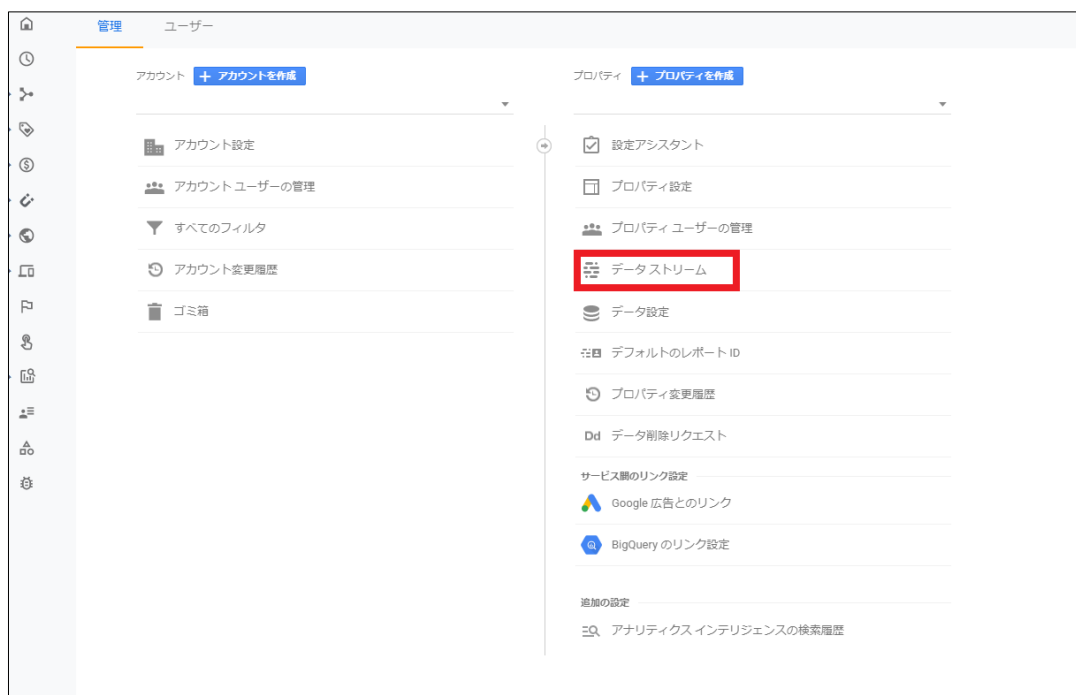 管理 ユーザー
アカウント + アカウントを作成
アカウント設定
アカウント ユーザーの管理
すべてのフィルタ
アカウント変更履歴
ゴミ箱
プロパティ + プロパティを作成
設定アシスタント
プロパティ設定
プロパティ ユーザーの管理
データ ストリーム
データ設定
デフォルトのレポート ID
プロパティ変更履歴
Dd データ削除リクエスト
サービス間のリンク設定
Google 広告とのリンク
BigQuery のリンク設定
追加の設定
アナリティクス インテリジェンスの検索履歴